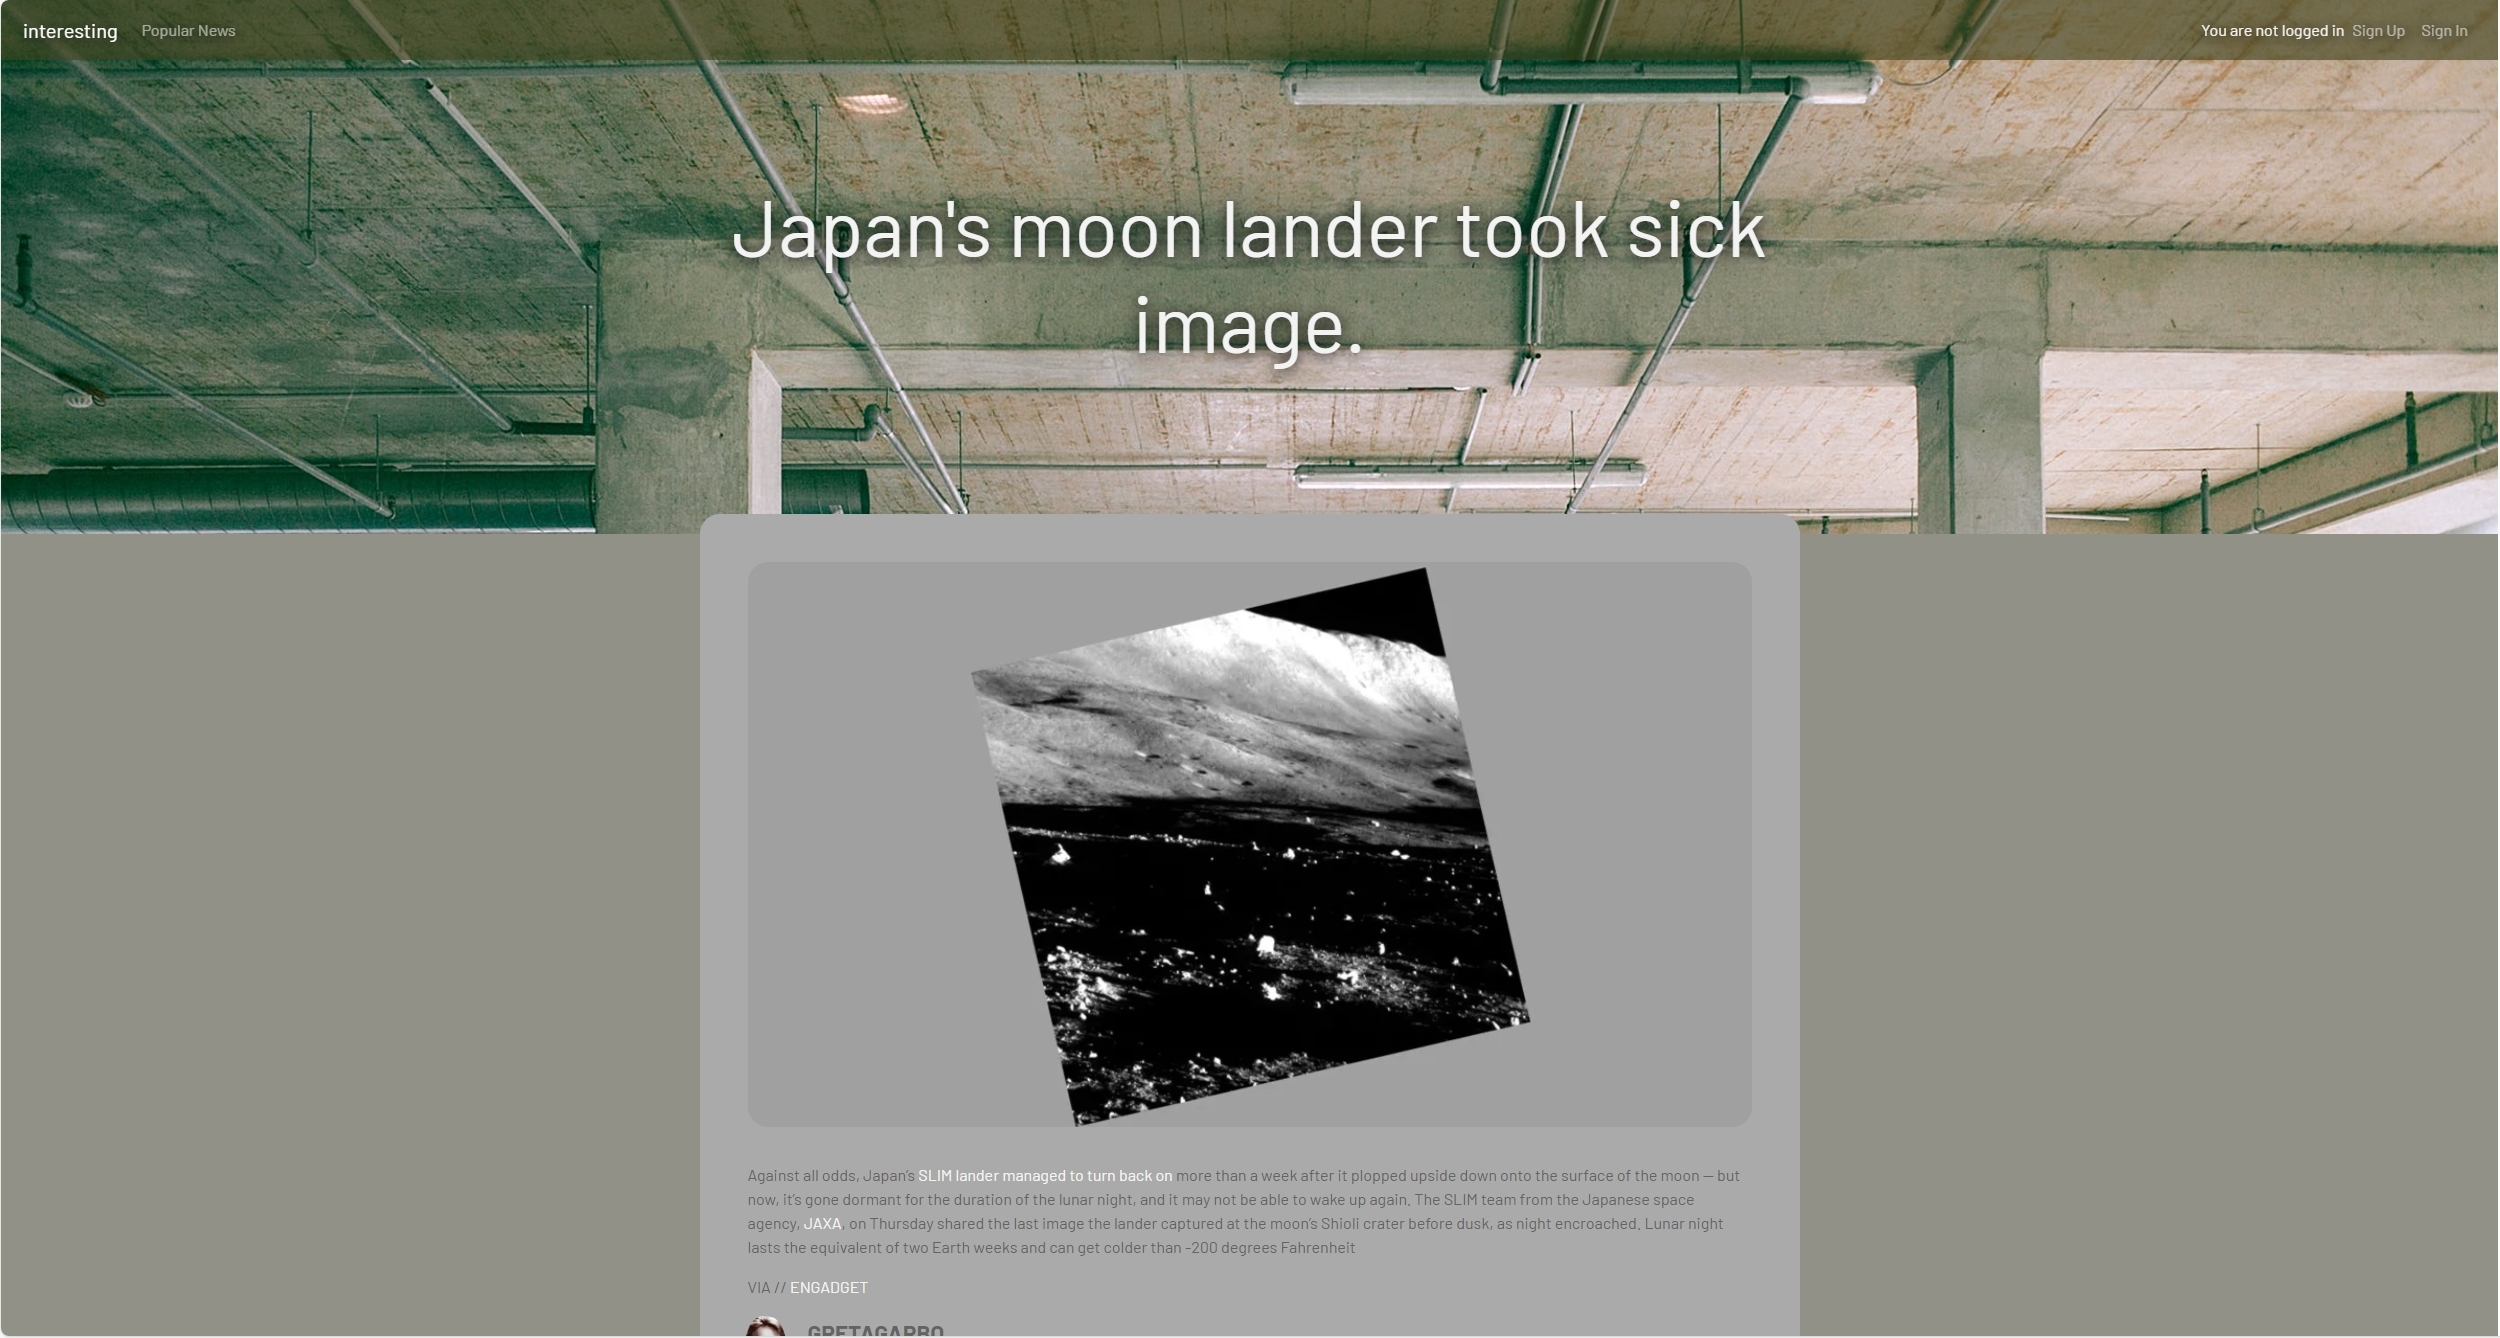 interesting Popular News You are not logged in Sign Up Sign In
Japan's moon lander took sick
image.
Against all odds, Japan’s SLIM lander managed to turn back on more than a week after it plopped upside down onto the surface of the moon — but
now, it’s gone dormant for the duration of the lunar night, and it may not be able to wake up again. The SLIM team from the Japanese space
agency, JAXA, on Thursday shared the last image the lander captured at the moon’s Shioli crater before dusk, as night encroached. Lunar night
lasts the equivalent of two Earth weeks and can get colder than -200 degrees Fahrenheit
VIA // ENGADGET
GRETAGARBO